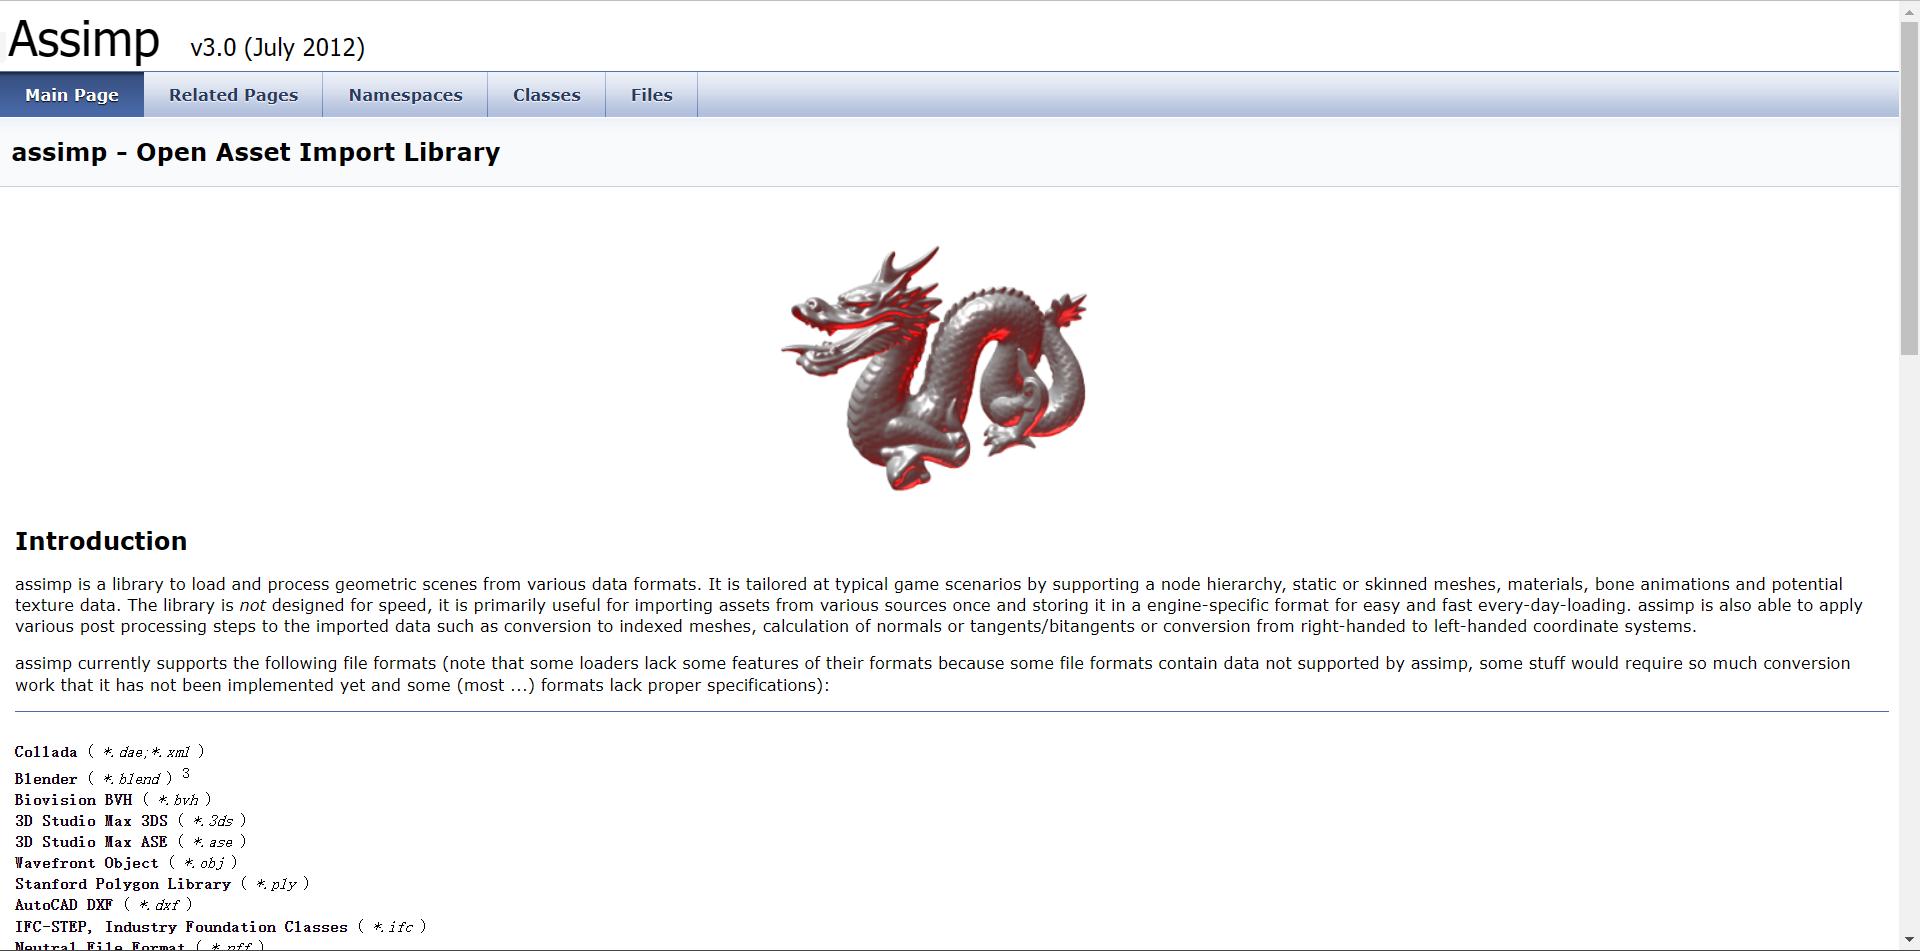 Assimp v3.0 (July 2012)
Main Page Related Pages Namespaces Classes Files
assimp - Open Asset Import Library
Introduction
assimp is a library to load and process geometric scenes from various data formats. It is tailored at typical game scenarios by supporting a node hierarchy, static or skinned meshes, materials, bone animations and potential
texture data. The library is not designed for speed, it is primarily useful for importing assets from various sources once and storing it in a engine-specific format for easy and fast every-day-loading. assimp is also able to apply
various post processing steps to the imported data such as conversion to indexed meshes, calculation of normals or tangents/bitangents or conversion from right-handed to left-handed coordinate systems.
assimp currently supports the following file formats (note that some loaders lack some features of their formats because some file formats contain data not supported by assimp, some stuff would require so much conversion
work that it has not been implemented yet and some (most ...) formats lack proper specifications):
Collada ( *.dae;*.xml )
Blender ( *.blend ) 3
Biovision BVH ( *.bvh )
3D Studio Max 3DS ( *.3ds )
3D Studio Max ASE ( *.ase )
Wavefront Object ( *.obj )
Stanford Polygon Library ( *.ply )
AutoCAD DXF ( *.dxf )
IFC-STEP, Industry Foundation Classes ( *.ifc )
Neutral File Format ( *.nff )